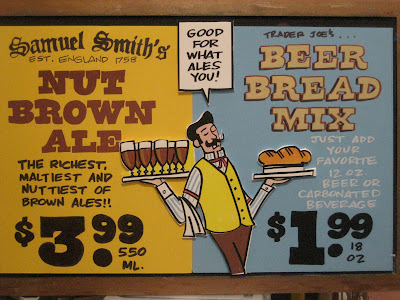 Samuel Smith's
EST. ENGLAND 1758
NUT
BROWN
ALE
THE RICHEST,
MALTIEST AND
NUTTIEST OF
BROWN ALES!!
$3.99
550
ML.
GOOD
FOR
WHAT
ALES
YOU!
TRADER JOE'S...
BEER
BREAD
MIX
JUST ADD
YOUR
FAVORITE
12 OZ
BEER OR
CARBONATED
BEVERAGE
$1.99
18
OZ